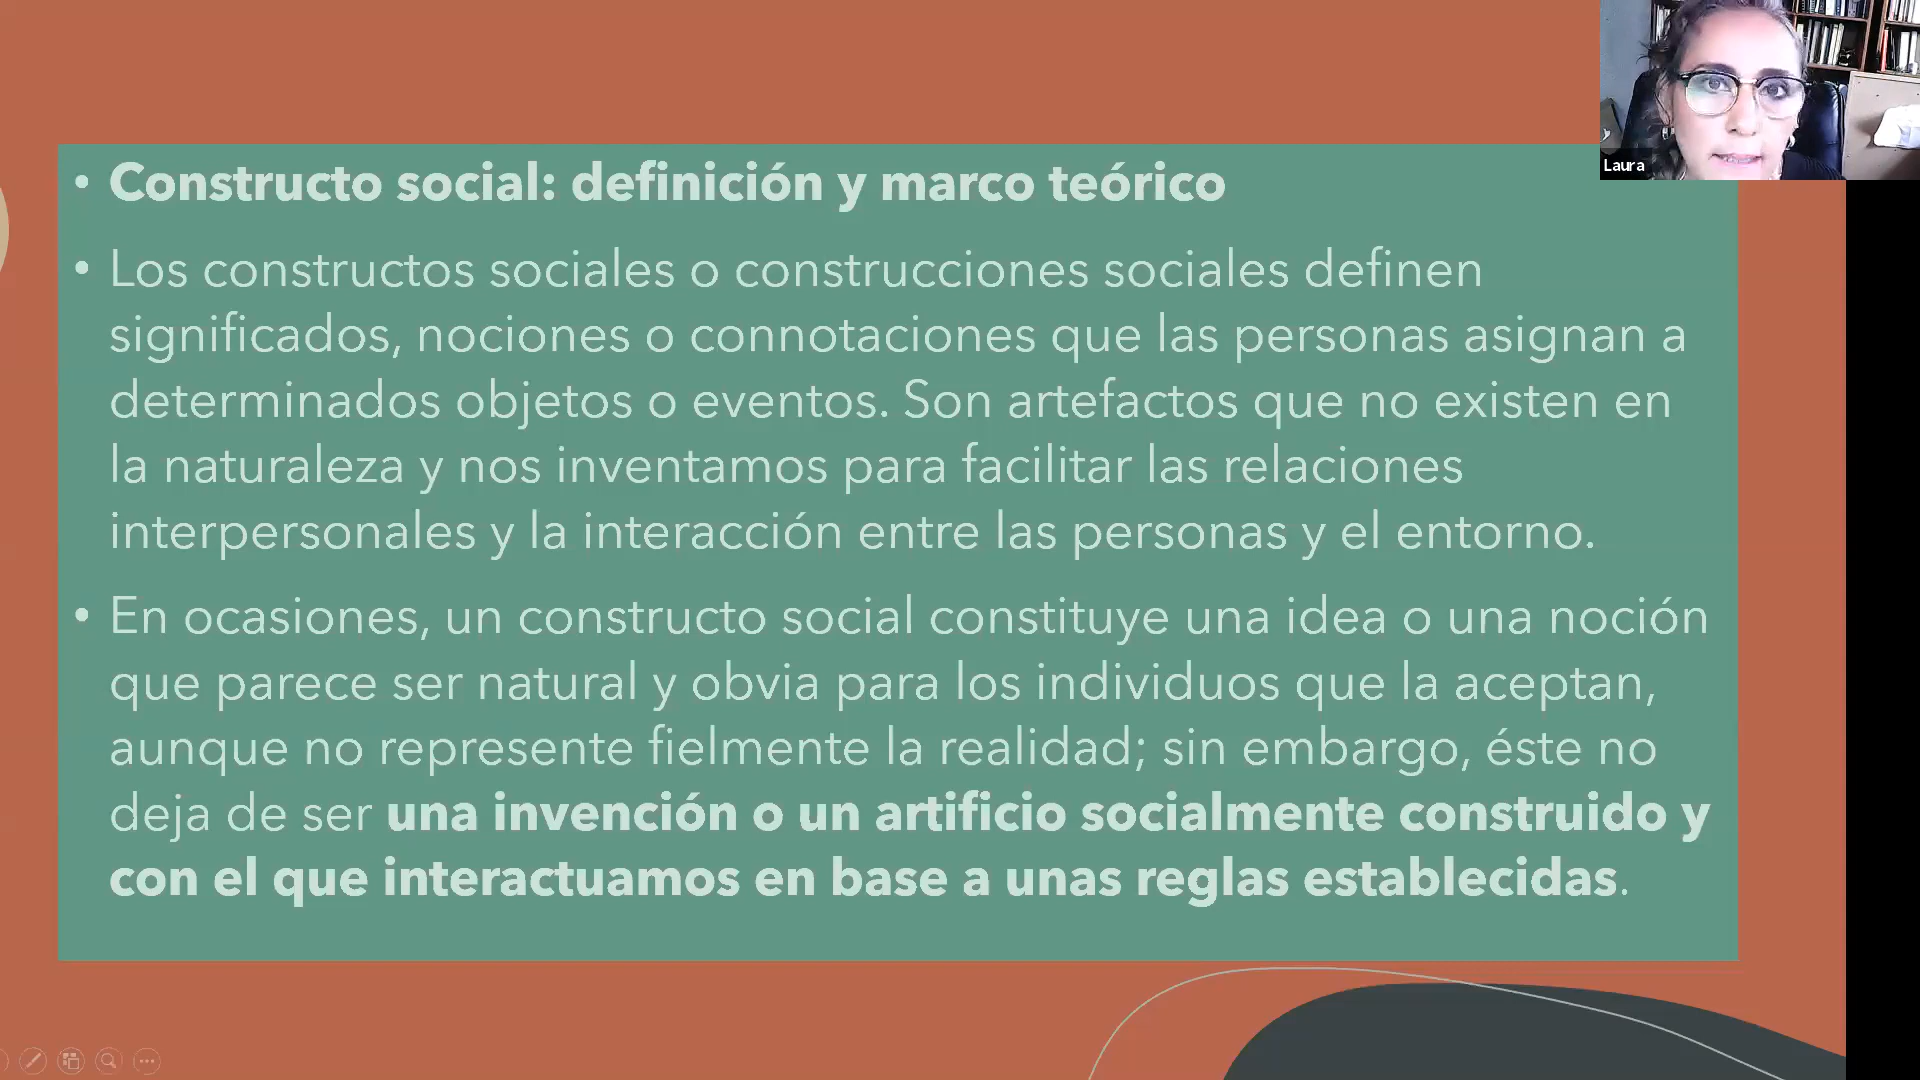 • Constructo social: definición y marco teórico
• Los constructos sociales o construcciones sociales definen
significados, nociones o connotaciones que las personas asignan a
determinados objetos o eventos. Son artefactos que no existen en
la naturaleza y nos inventamos para facilitar las relaciones
interpersonales y la interacción entre las personas y el entorno.
• En ocasiones, un constructo social constituye una idea o una noción
que parece ser natural y obvia para los individuos que la aceptan,
aunque no represente fielmente la realidad; sin embargo, éste no
deja de ser una invención o un artificio socialmente construido y
con el que interactuamos en base a unas reglas establecidas.
Laura